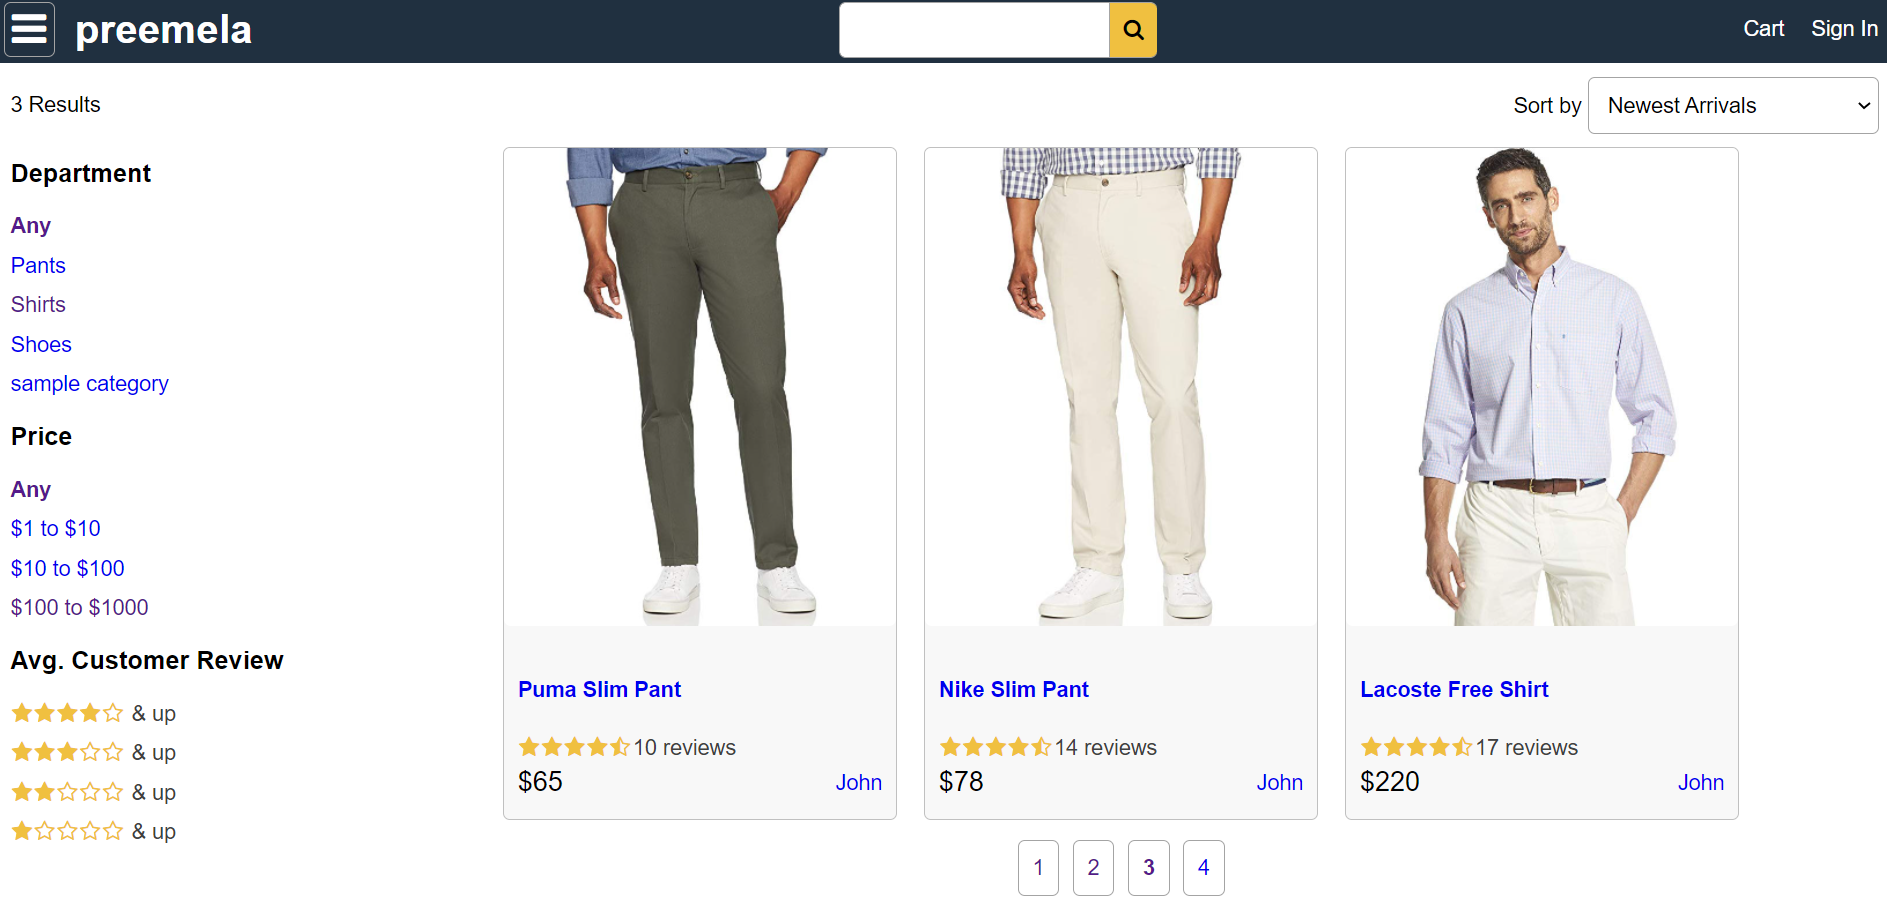 preemela
Cart Sign In
3 Results
Sort by Newest Arrivals
Department
Any
Pants
Shirts
Shoes
sample category
Price
Any
$1 to $10
$10 to $100
$100 to $1000
Avg. Customer Review
& up
& up
& up
& up
Puma Slim Pant
10 reviews
$65 John
Nike Slim Pant
14 reviews
$78 John
Lacoste Free Shirt
17 reviews
$220 John
1 2 3 4